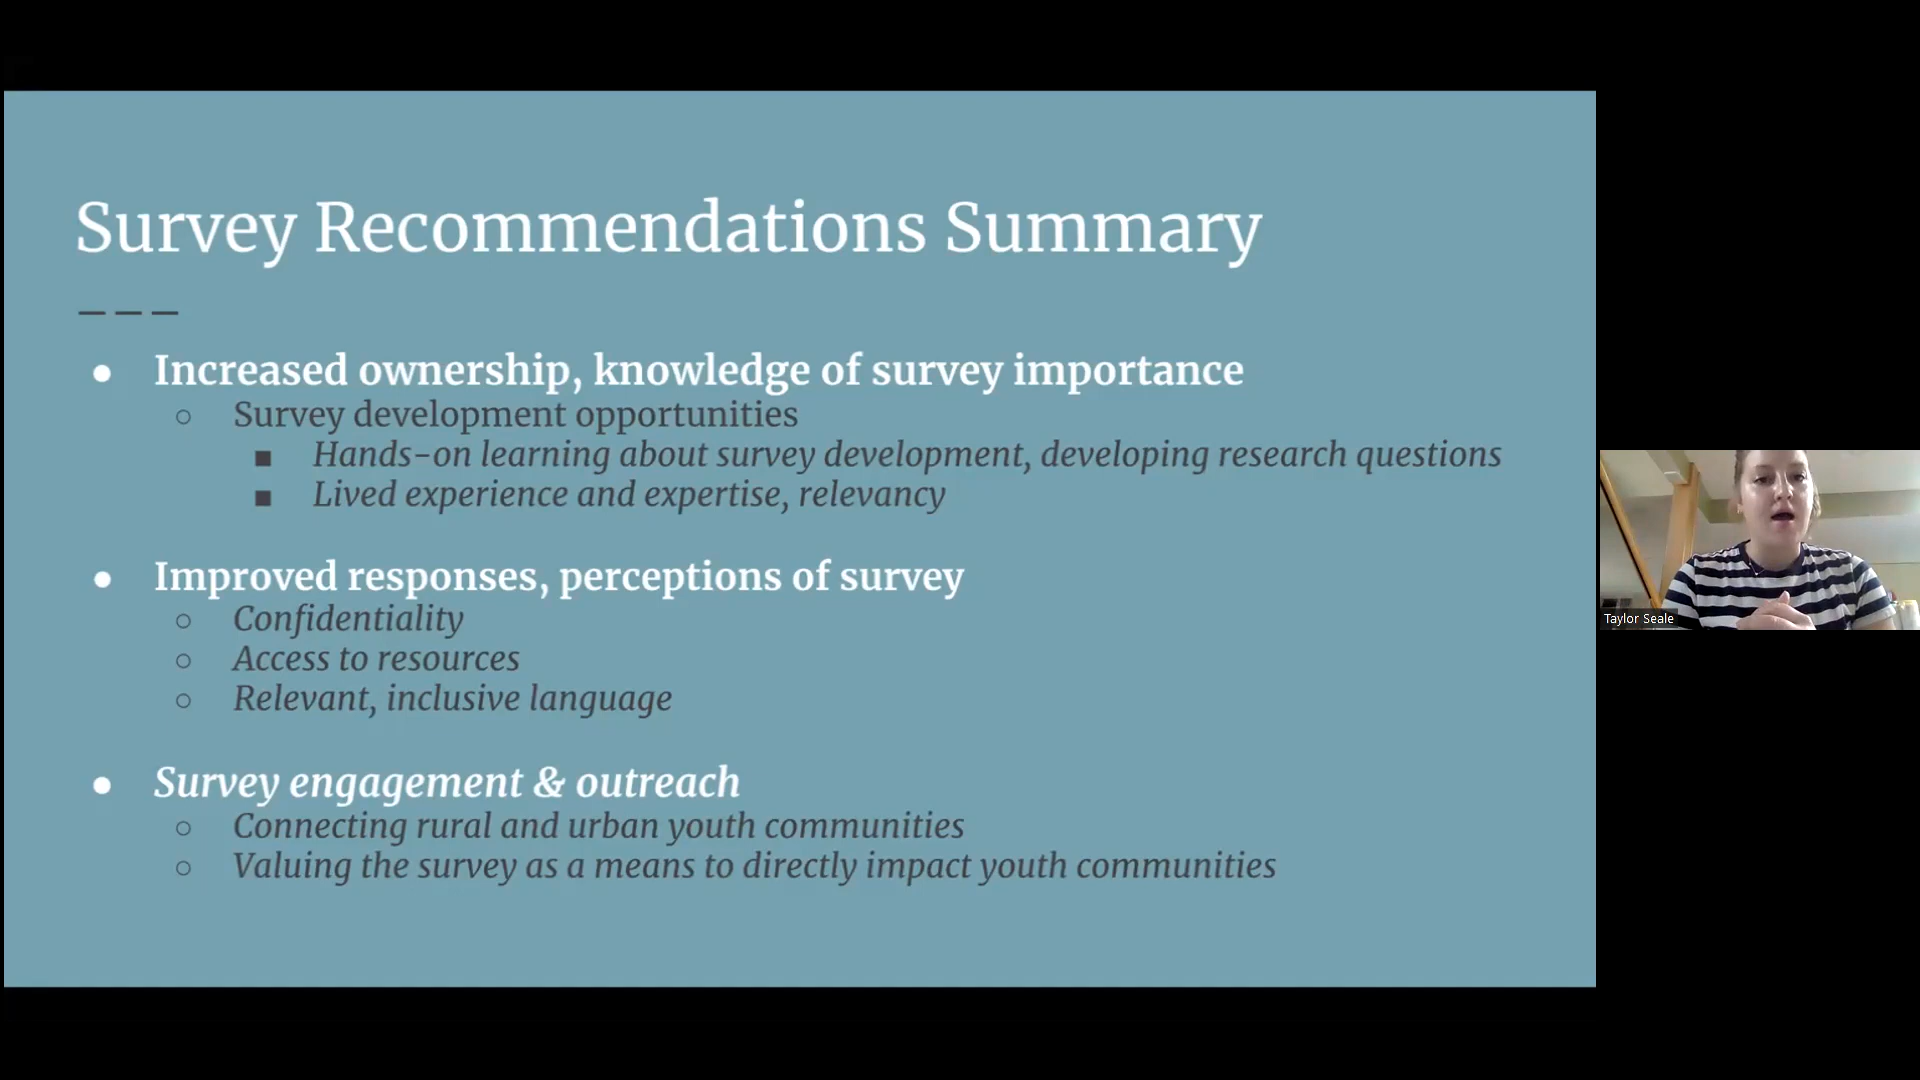 Survey Recommendations Summary
● Increased ownership, knowledge of survey importance
○ Survey development opportunities
■ Hands-on learning about survey development, developing research questions
■ Lived experience and expertise, relevancy
● Improved responses, perceptions of survey
○ Confidentiality
○ Access to resources
○ Relevant, inclusive language
● Survey engagement & outreach
○ Connecting rural and urban youth communities
○ Valuing the survey as a means to directly impact youth communities
Taylor Seale